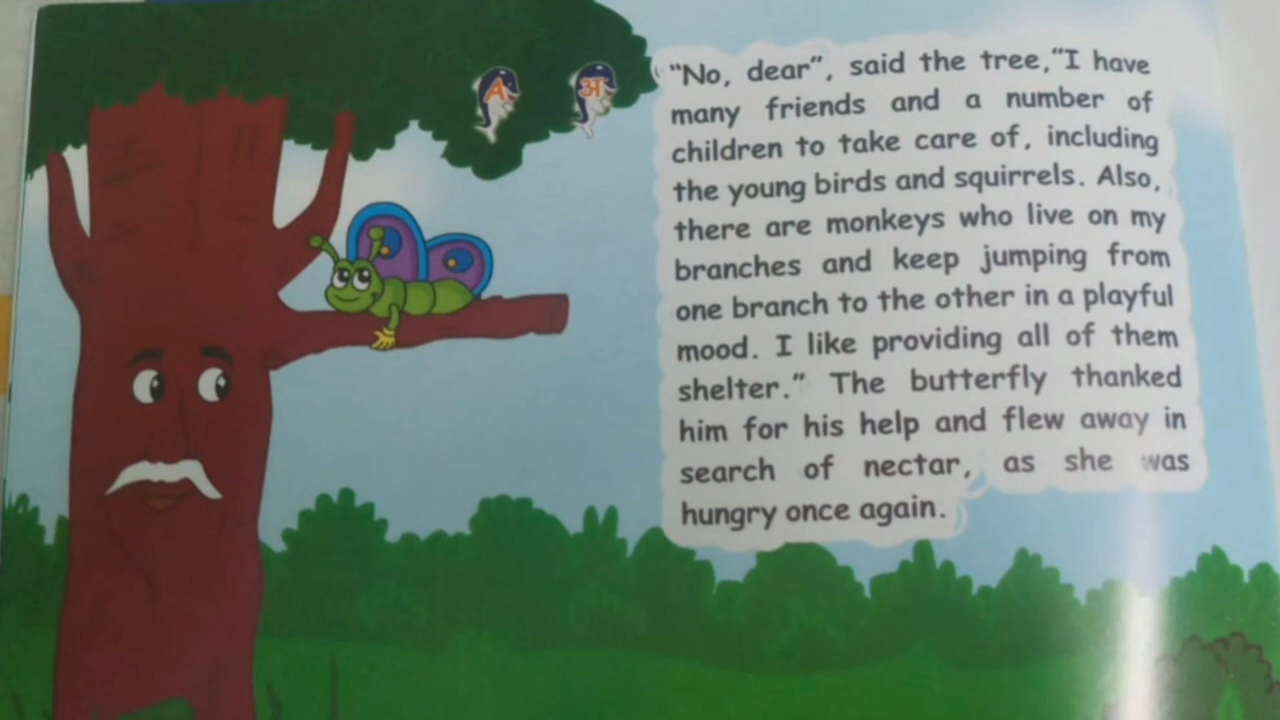 A
अ
"No, dear", said the tree,"I have
many friends and a number of
children to take care of, including
the young birds and squirrels. Also,
there are monkeys who live on my
branches and keep jumping from
one branch to the other in a playful
mood. I like providing all of them
shelter." The butterfly thanked
him for his help and flew away in
search of nectar, as she was
hungry once again.